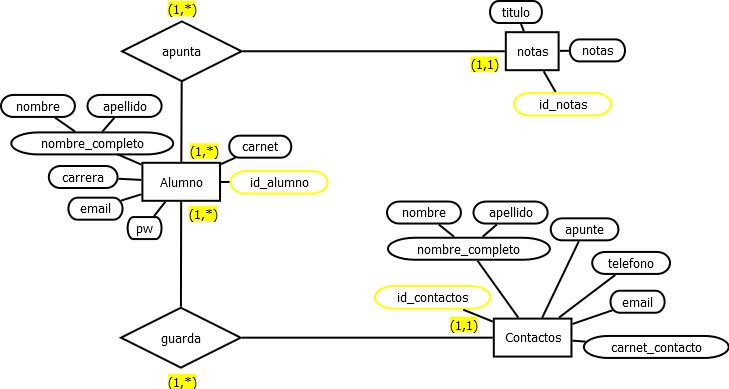 (1,*)
titulo
apunta
notas
notas
(1,1)
id_notas
nombre
apellido
nombre_completo
carnet
(1,*)
carrera
Alumno
id_alumno
email
(1,*)
pw
nombre
apellido
apunte
nombre_completo
telefono
id_contactos
email
(1,1)
guarda
Contactos
carnet_contacto
(1,*)